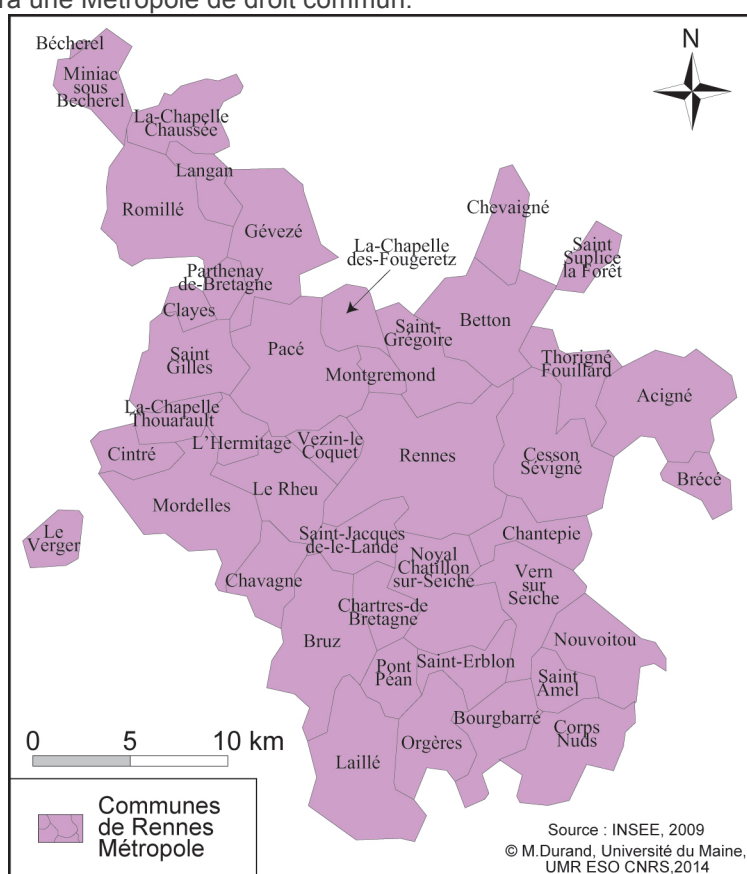 ra une Métropole de droit commun.
N
Bécherel
Miniac
sous
Becherel
La-Chapelle
Chaussée
Langan
Romillé
Gévezé
Chevaigné
La-Chapelle
des-Fougeretz
Saint
Suplice
la Forêt
Parthenay
de-Bretagne
Clayes
Saint-
Grégoire
Betton
Pacé
Saint
Gilles
Montgremond
Thorigné
Fouillard
Acigné
La-Chapelle
Thouarault
L'Hermitage
Vezin-le
Coquet
Rennes
Cesson
Sévigné
Cintré
Brécé
Le Rheu
Mordelles
Le
Verger
Saint-Jacques
de-le-Lande
Noyal
Chatillon
sur-Seiche
Chantepie
Chavagne
Vern
sur
Seiche
Chartres-de
Bretagne
Bruz
Nouvoitou
Pont
Péan
Saint-Erblon
Saint
Amel
Bourgbarré
Corps
Nuds
Orgères
Laillé
0 5 10 km
Communes
de Rennes
Métropole
Source : INSEE, 2009
© M.Durand, Université du Maine,
UMR ESO CNRS,2014